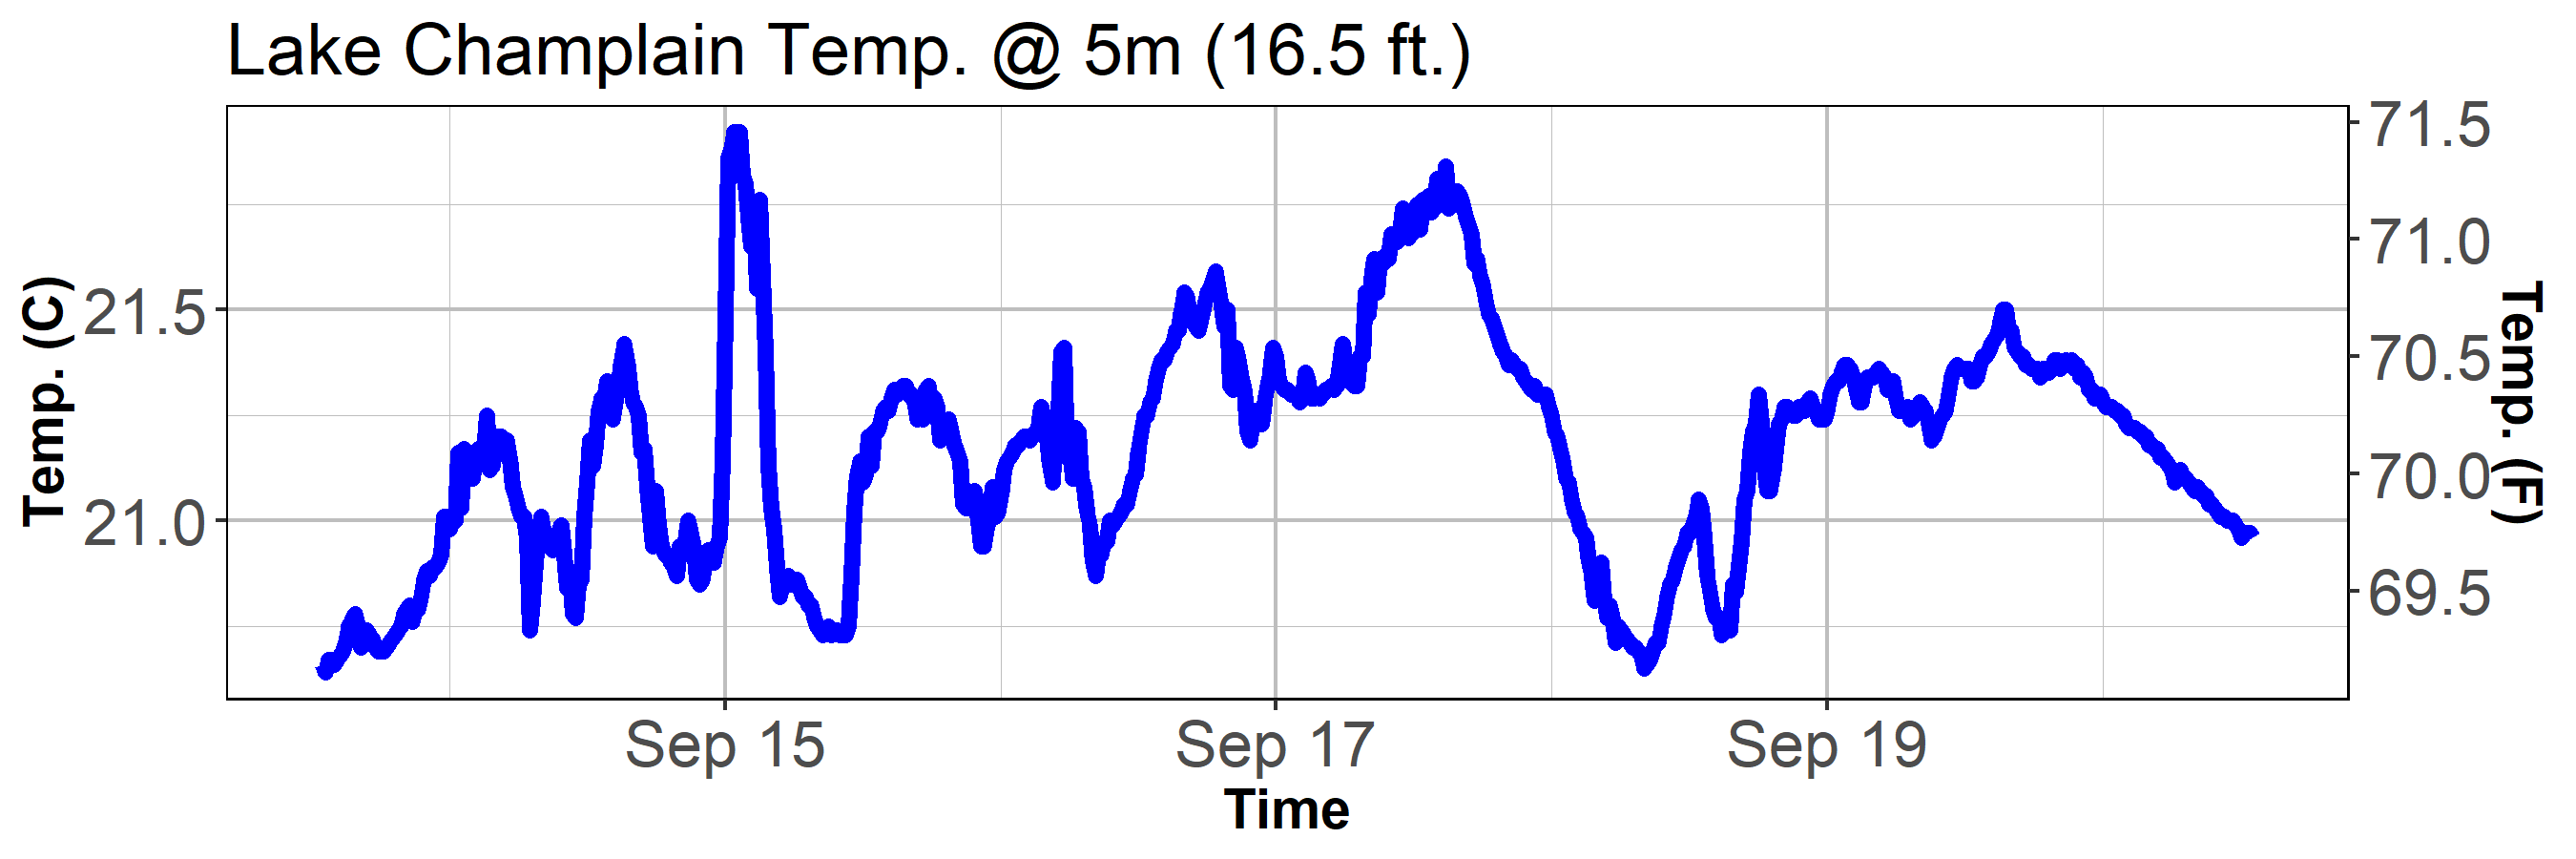 Lake Champlain Temp. @ 5m (16.5 ft.)
Temp. (C)
21.5
21.0
71.5
71.0
70.5
70.0
69.5
Temp. (F)
Sep 15
Sep 17
Sep 19
Time